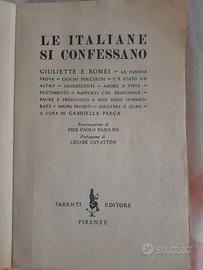 LE ITALIANE
SI CONFESSANO
GIULIETTE E ROMEI — LA FAMOSA
PROVA — GIOCHI PERICOLOSI — C'È STATO UN
ALTRO — ADOLESCENTI — AMORE A VISTA —
PENTIMENTI — RAPPORTI COL PRINCIPALE —
PAURE E PREGIUDIZI — NON SONO INNAMO-
RATE — AMORI PROIBITI — ADULTERE O QUASI —
A CURA DI GABRIELLA PARCA
Presentazione di
PIER PAOLO PASOLINI
Prefazione di
CESARE ZAVATTINI
PARENTI EDITORE
FIRENZE
subito